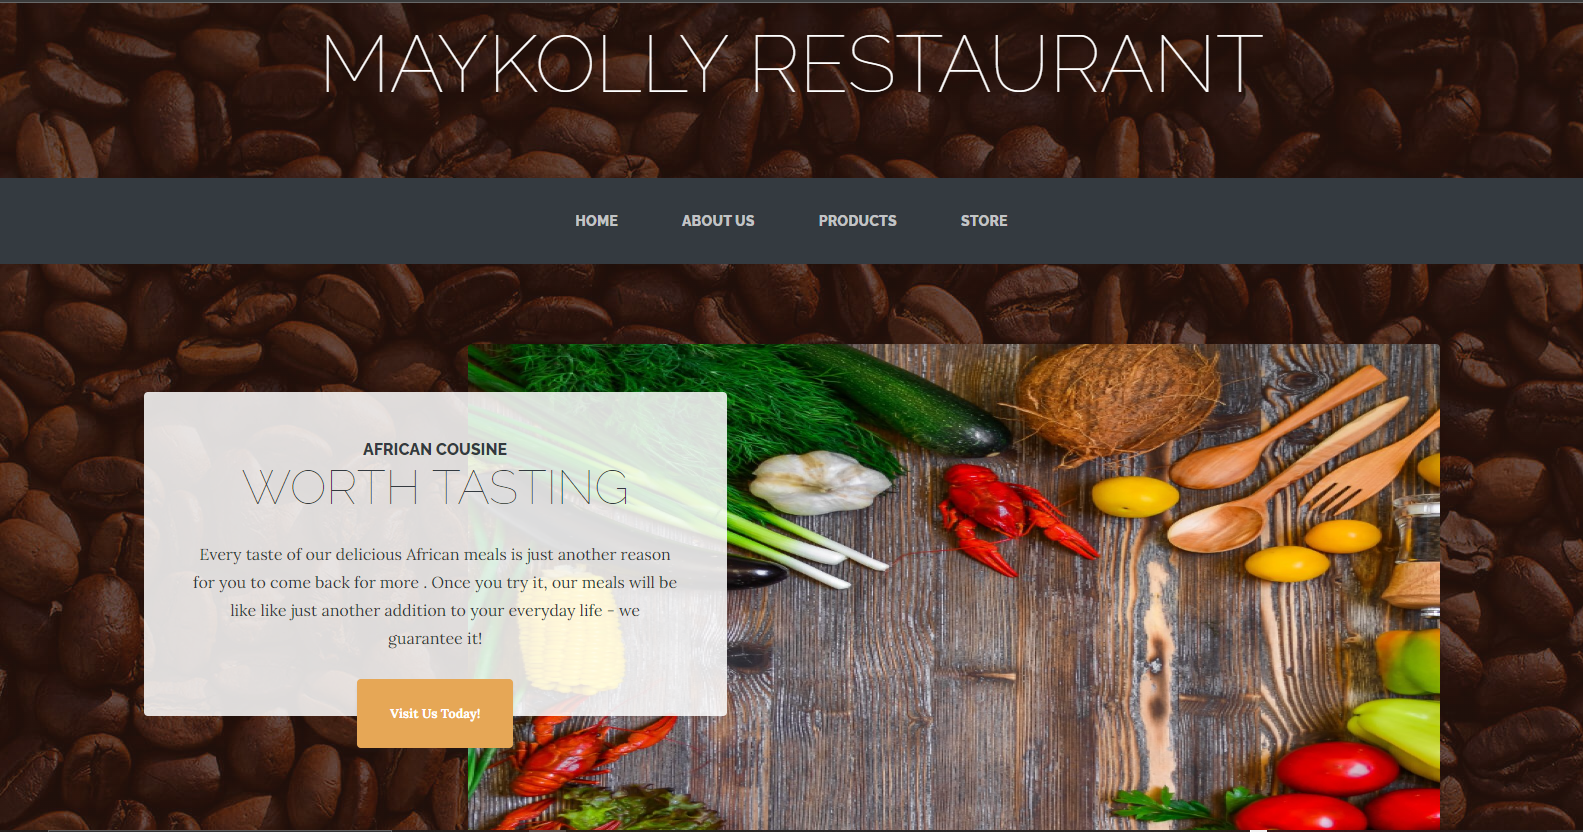 MAYKOLLY RESTAURANT
HOME ABOUT US PRODUCTS STORE
AFRICAN COUSINE
WORTH TASTING
Every taste of our delicious African meals is just another reason
for you to come back for more . Once you try it, our meals will be
like like just another addition to your everyday life - we
guarantee it!
Visit Us Today!